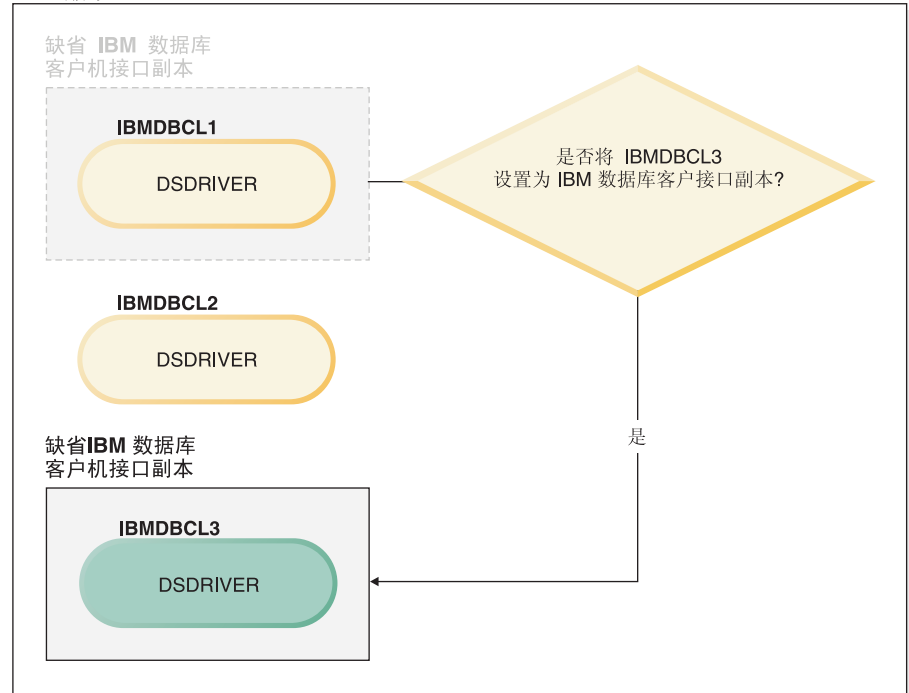 缺省 IBM 数据库
客户机接口副本
IBMDBCL1
DSDRIVER
是否将 IBMDBCL3
设置为 IBM 数据库客户接口副本?
IBMDBCL2
DSDRIVER
是
缺省IBM 数据库
客户机接口副本
IBMDBCL3
DSDRIVER